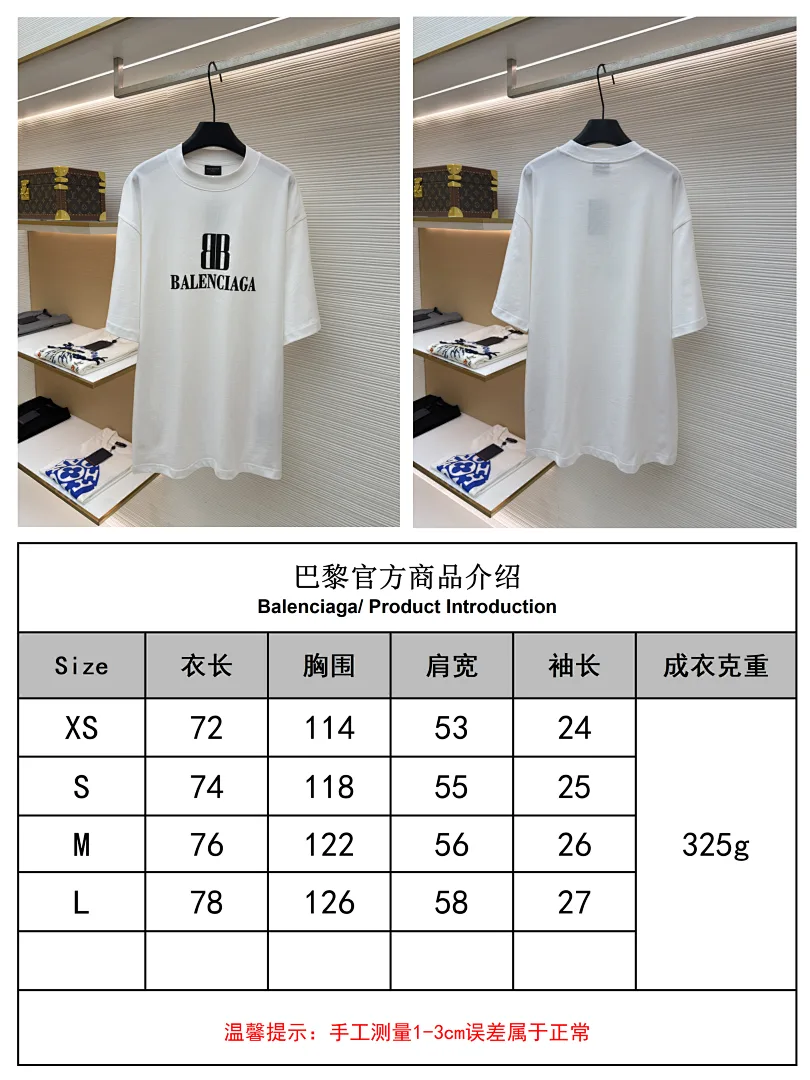 BB
BALENCIAGA
巴黎官方商品介绍
Balenciaga/ Product Introduction
Size 衣长 胸围 肩宽 袖长 成衣克重
XS 72 114 53 24
S 74 118 55 25
M 76 122 56 26 325g
L 78 126 58 27
温馨提示：手工测量1-3cm误差属于正常